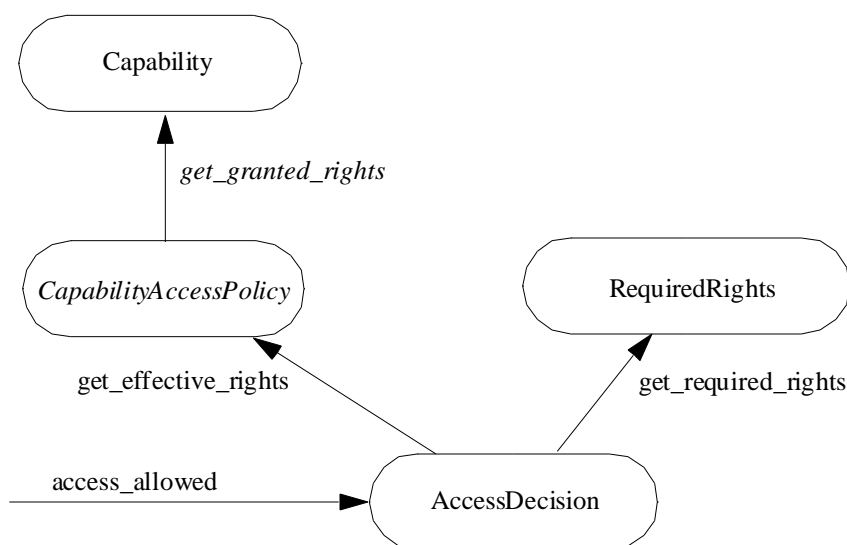 Capability
get_granted_rights
CapabilityAccessPolicy
RequiredRights
get_effective_rights
get_required_rights
access_allowed
AccessDecision